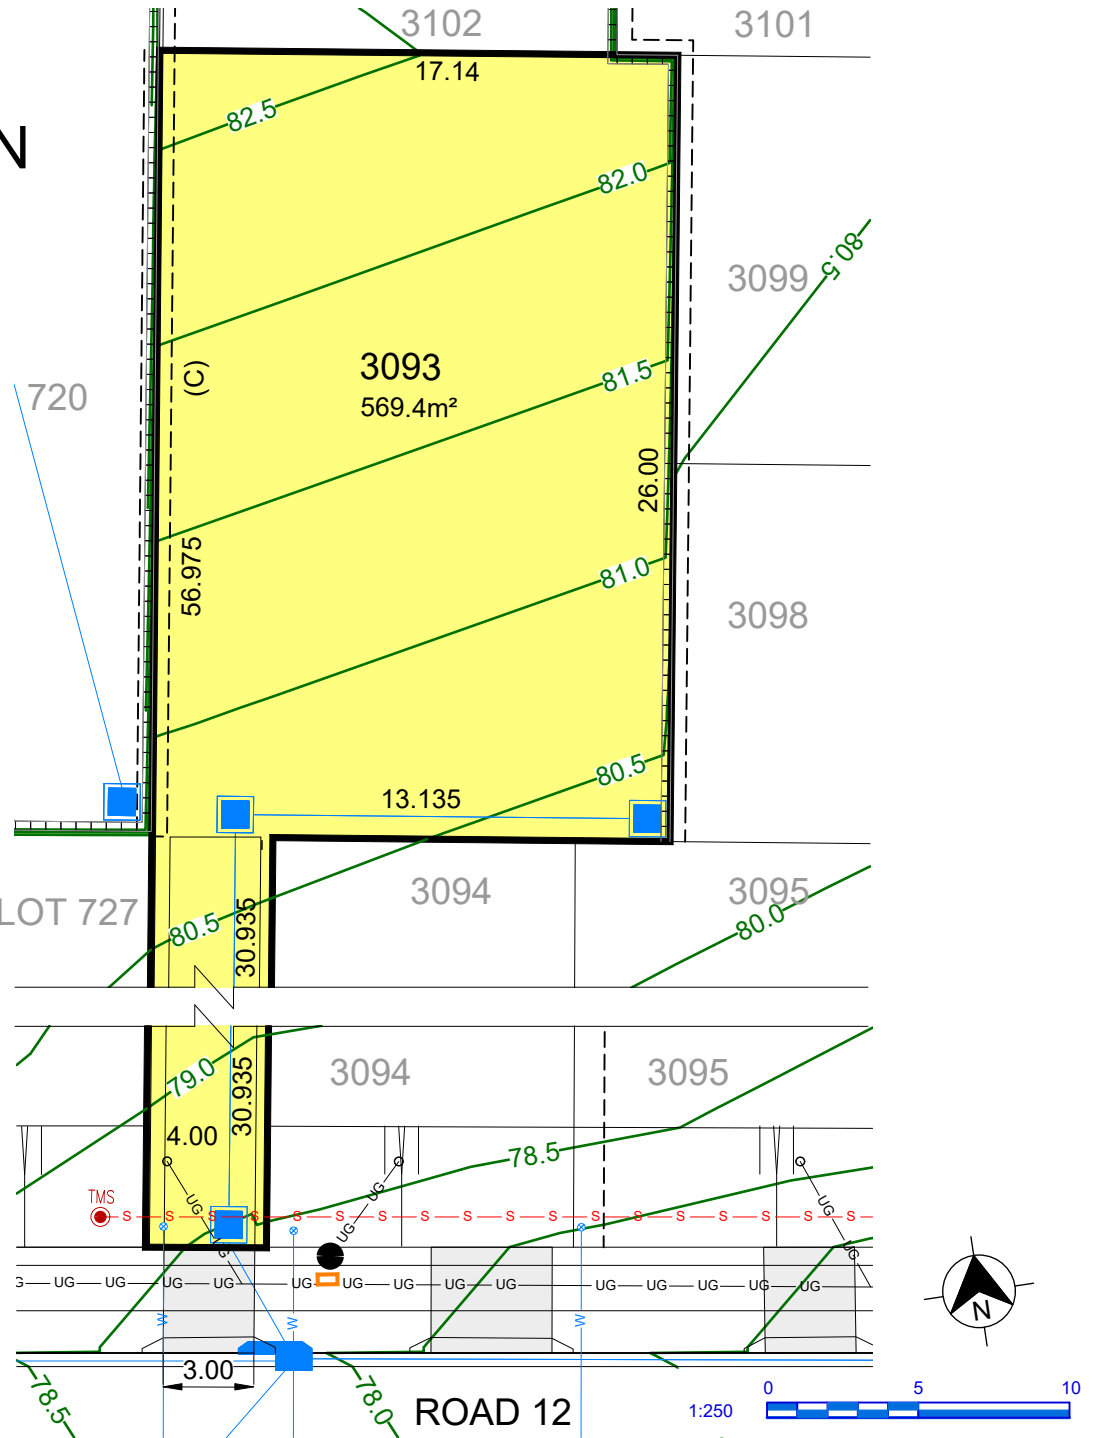 3102
3101
17.14
82.5
N
82.0
80.5
3099
3093
569.4m²
(C)
720
81.5
26.00
56.975
81.0
3098
80.5
13.135
3094
3095
LOT 727
80.5
30.935
80.0
79.0
3094
3095
30.935
4.00
78.5
TMS
S S S S S S S S S S S S S S S S S S
UG
UG
UG
UG
G UG UG UG UG UG UG UG UG UG UG UG UG
W
W
W
N
3.00
78.5
78.0
ROAD 12
0 5 10
1:250